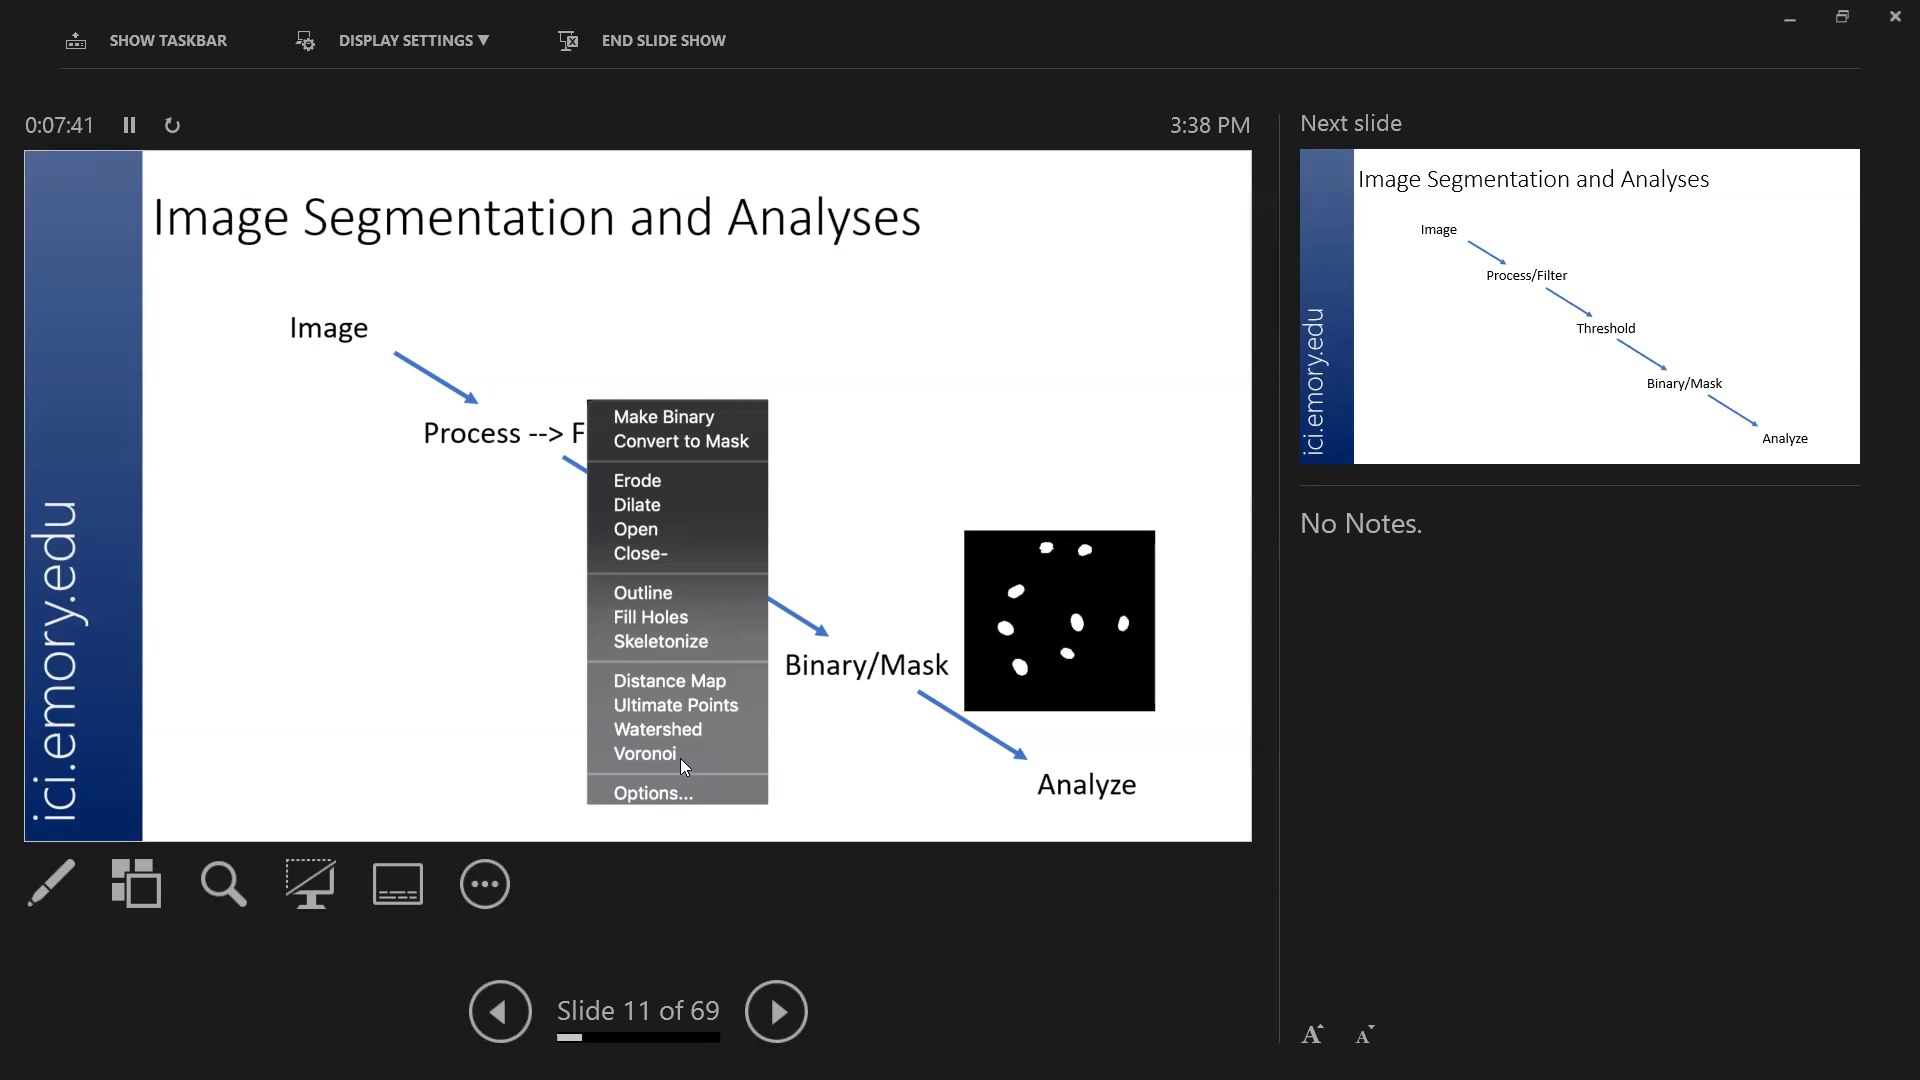 SHOW TASKBAR
DISPLAY SETTINGS ▼
END SLIDE SHOW
0:07:41
3:38 PM
Image Segmentation and Analyses
Image
Process --> F
Make Binary
Convert to Mask
Erode
Dilate
Open
Close-
Outline
Fill Holes
Skeletonize
Distance Map
Ultimate Points
Watershed
Voronoi
Options...
Binary/Mask
Analyze
ici.emory.edu
Slide 11 of 69
Next slide
Image Segmentation and Analyses
Image
Process/Filter
Threshold
Binary/Mask
Analyze
ici.emory.edu
No Notes.
A A